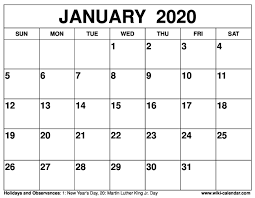 JANUARY 2020
SUN MON TUE WED THU FRI SAT
1 2 3 4
5 6 7 8 9 10 11
12 13 14 15 16 17 18
19 20 21 22 23 24 25
26 27 28 29 30 31
Holidays and Observances: 1: New Year's Day, 20: Martin Luther King Jr. Day
www.wiki-calendar.com